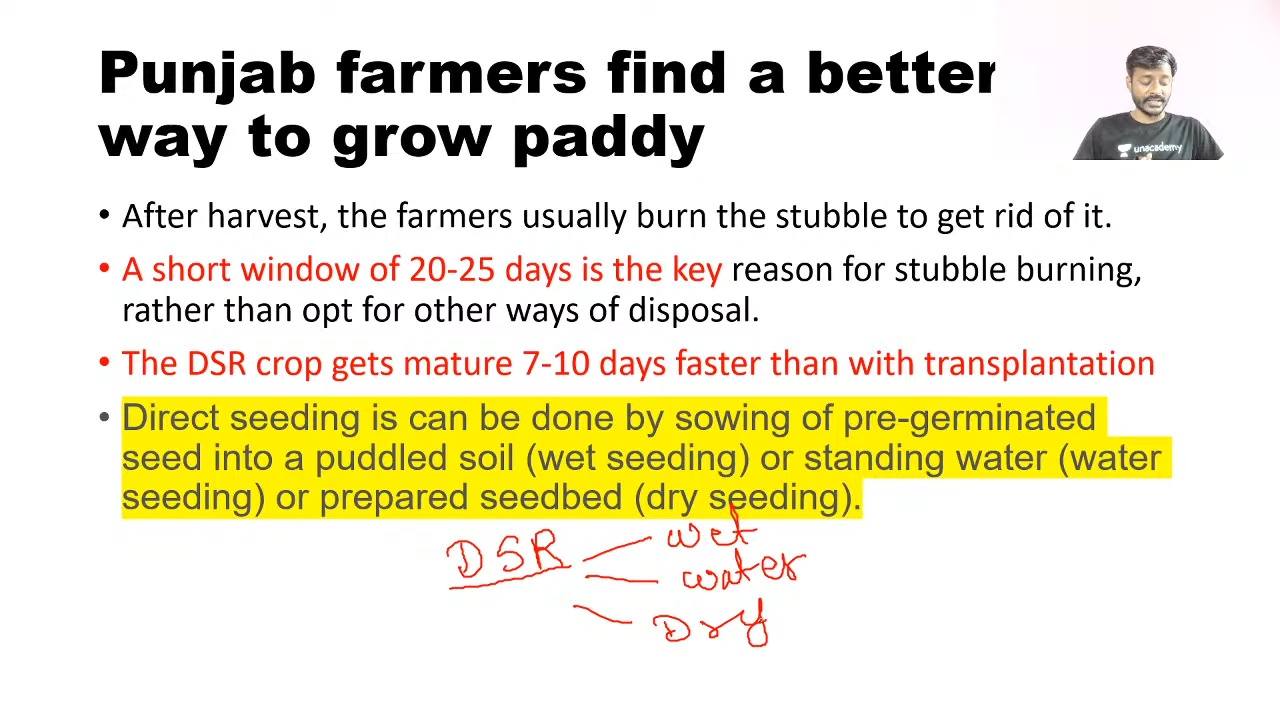 Punjab farmers find a better
way to grow paddy
unacademy
• After harvest, the farmers usually burn the stubble to get rid of it.
• A short window of 20-25 days is the key reason for stubble burning,
rather than opt for other ways of disposal.
• The DSR crop gets mature 7-10 days faster than with transplantation
• Direct seeding is can be done by sowing of pre-germinated
seed into a puddled soil (wet seeding) or standing water (water
seeding) or prepared seedbed (dry seeding).
DSR
wet
water
Dry